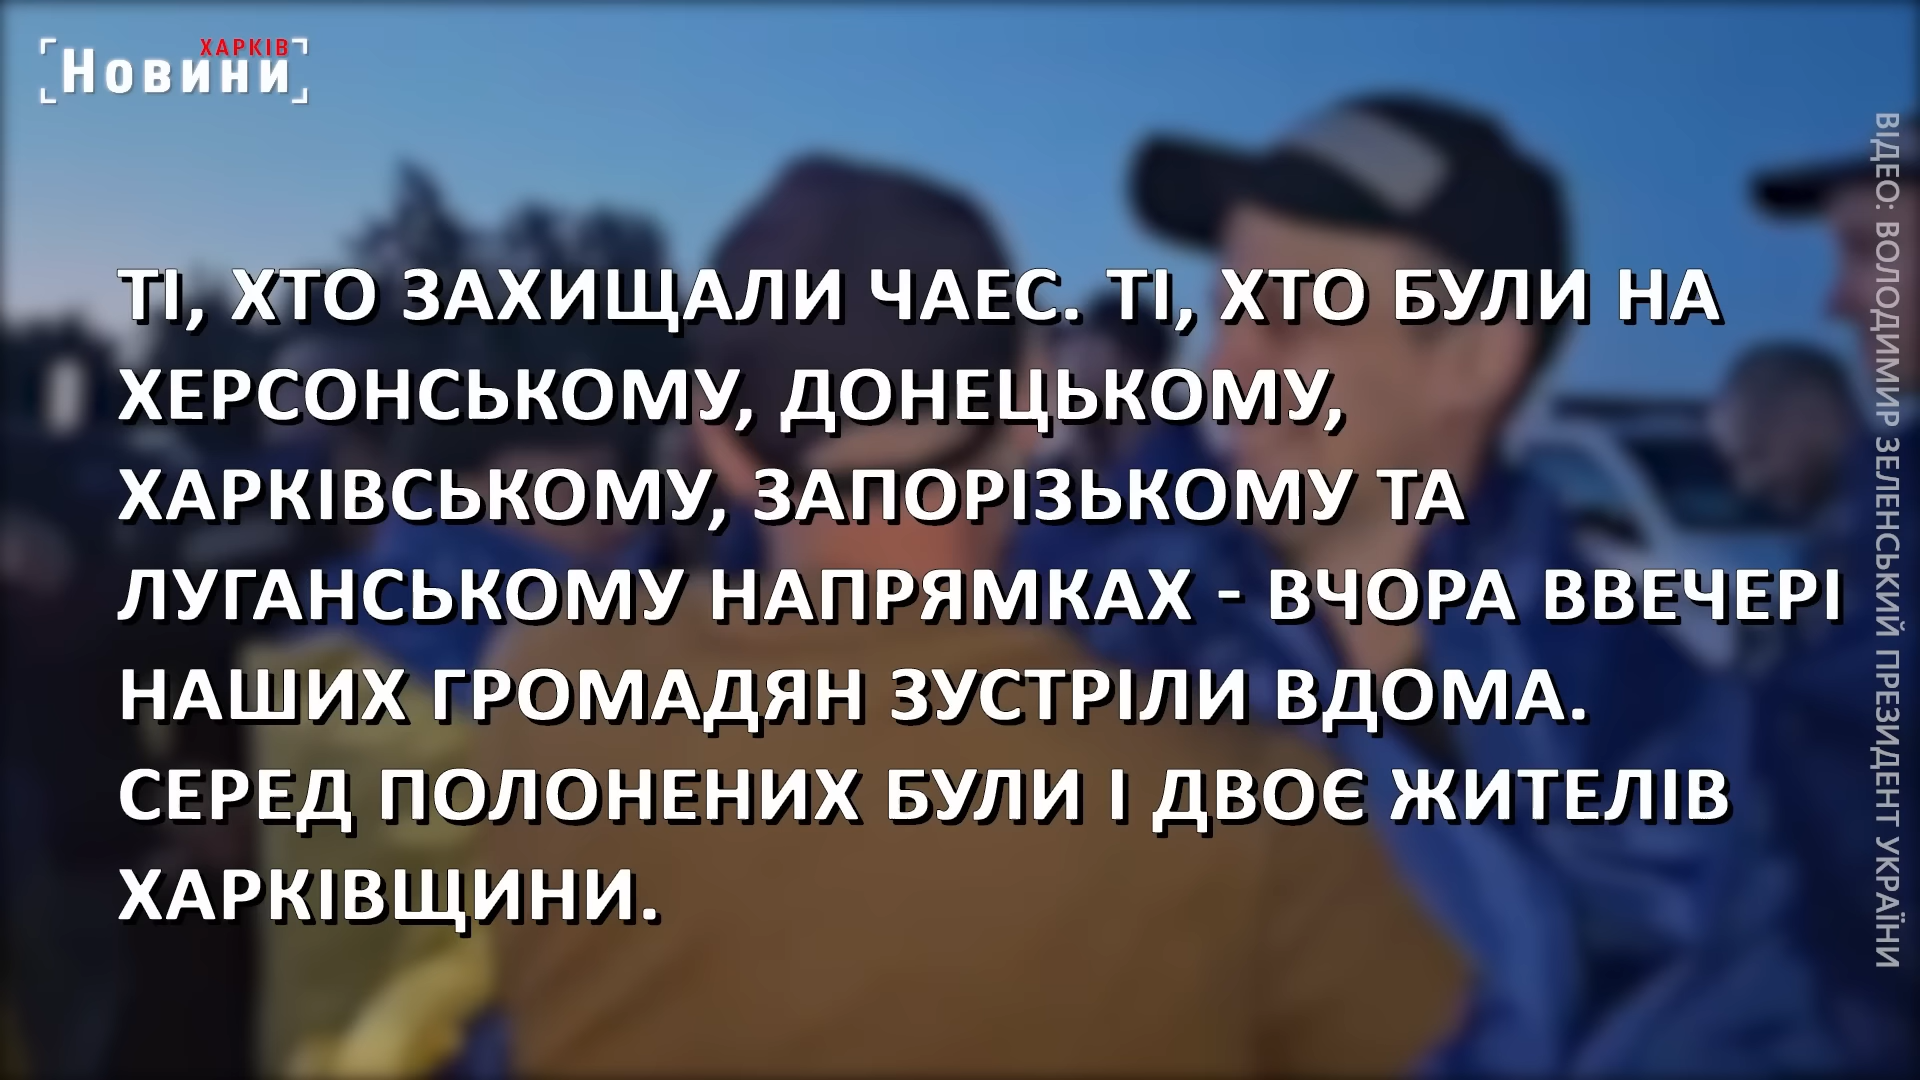 ХАРКІВ
Новини
ТІ, ХТО ЗАХИЩАЛИ ЧАЕС. ТІ, ХТО БУЛИ НА
ХЕРСОНСЬКОМУ, ДОНЕЦЬКОМУ,
ХАРКІВСЬКОМУ, ЗАПОРІЗЬКОМУ ТА
ЛУГАНСЬКОМУ НАПРЯМКАХ - ВЧОРА ВВЕЧЕРІ
НАШИХ ГРОМАДЯН ЗУСТРІЛИ ВДОМА.
СЕРЕД ПОЛОНЕНИХ БУЛИ І ДВОЄ ЖИТЕЛІВ
ХАРКІВЩИНИ.
ВІДЕО: ВОЛОДИМИР ЗЕЛЕНСЬКИЙ ПРЕЗИДЕНТ УКРАЇНИ